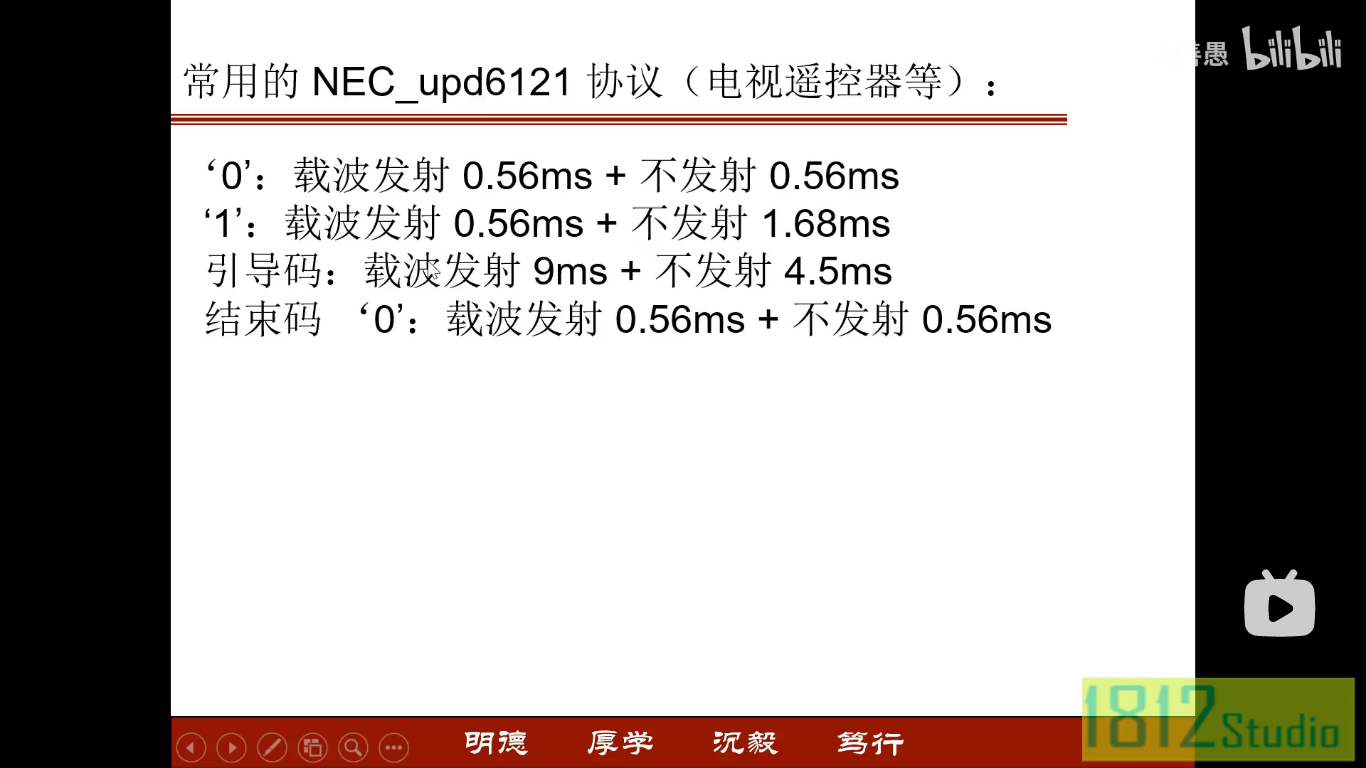 愚 bilibili
常用的 NEC_upd6121 协议（电视遥控器等）：
‘0’：载波发射 0.56ms + 不发射 0.56ms
‘1’：载波发射 0.56ms + 不发射 1.68ms
引导码：载波发射 9ms + 不发射 4.5ms
结束码 ‘0’：载波发射 0.56ms + 不发射 0.56ms
明德 厚学 沉毅 笃行
1812 Studio